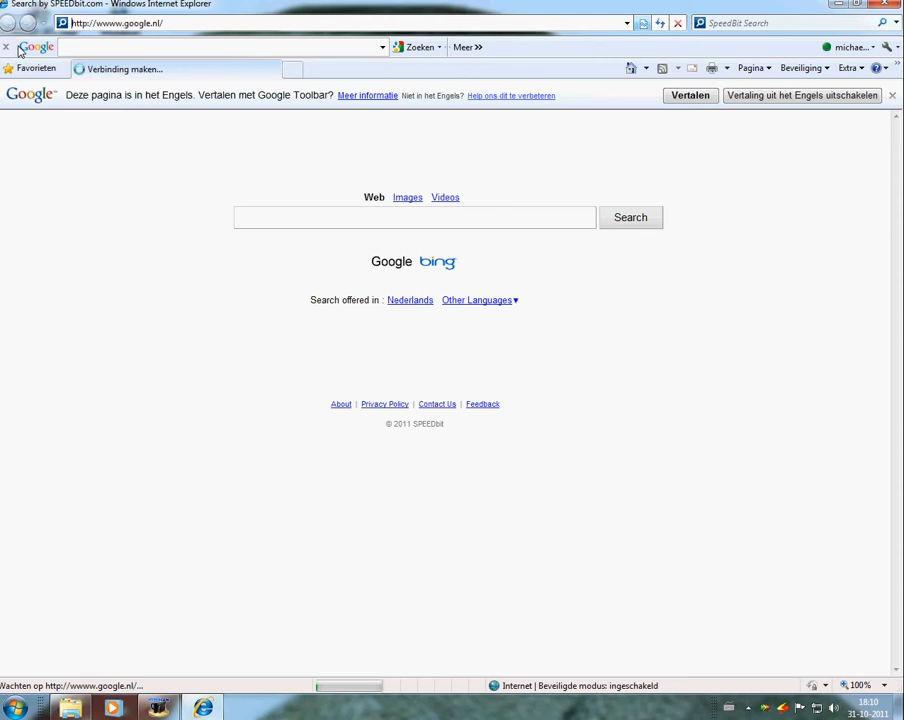 Search by SPEEDbit.com - Windows Internet Explorer
http://wwww.google.nl/
SpeedBit Search
Google
Zoeken
Meer »
michae...
Favorieten
Verbinding maken...
Pagina
Beveiliging
Extra
Google™ Deze pagina is in het Engels. Vertalen met Google Toolbar? Meer informatie Niet in het Engels? Help ons dit te verbeteren Vertalen Vertaling uit het Engels uitschakelen
Web Images Videos
Search
Google bing
Search offered in : Nederlands Other Languages▼
About | Privacy Policy | Contact Us | Feedback
© 2011 SPEEDbit
Wachten op http://wwww.google.nl/...
Internet | Beveiligde modus: ingeschakeld
100%
18:10
31-10-2011